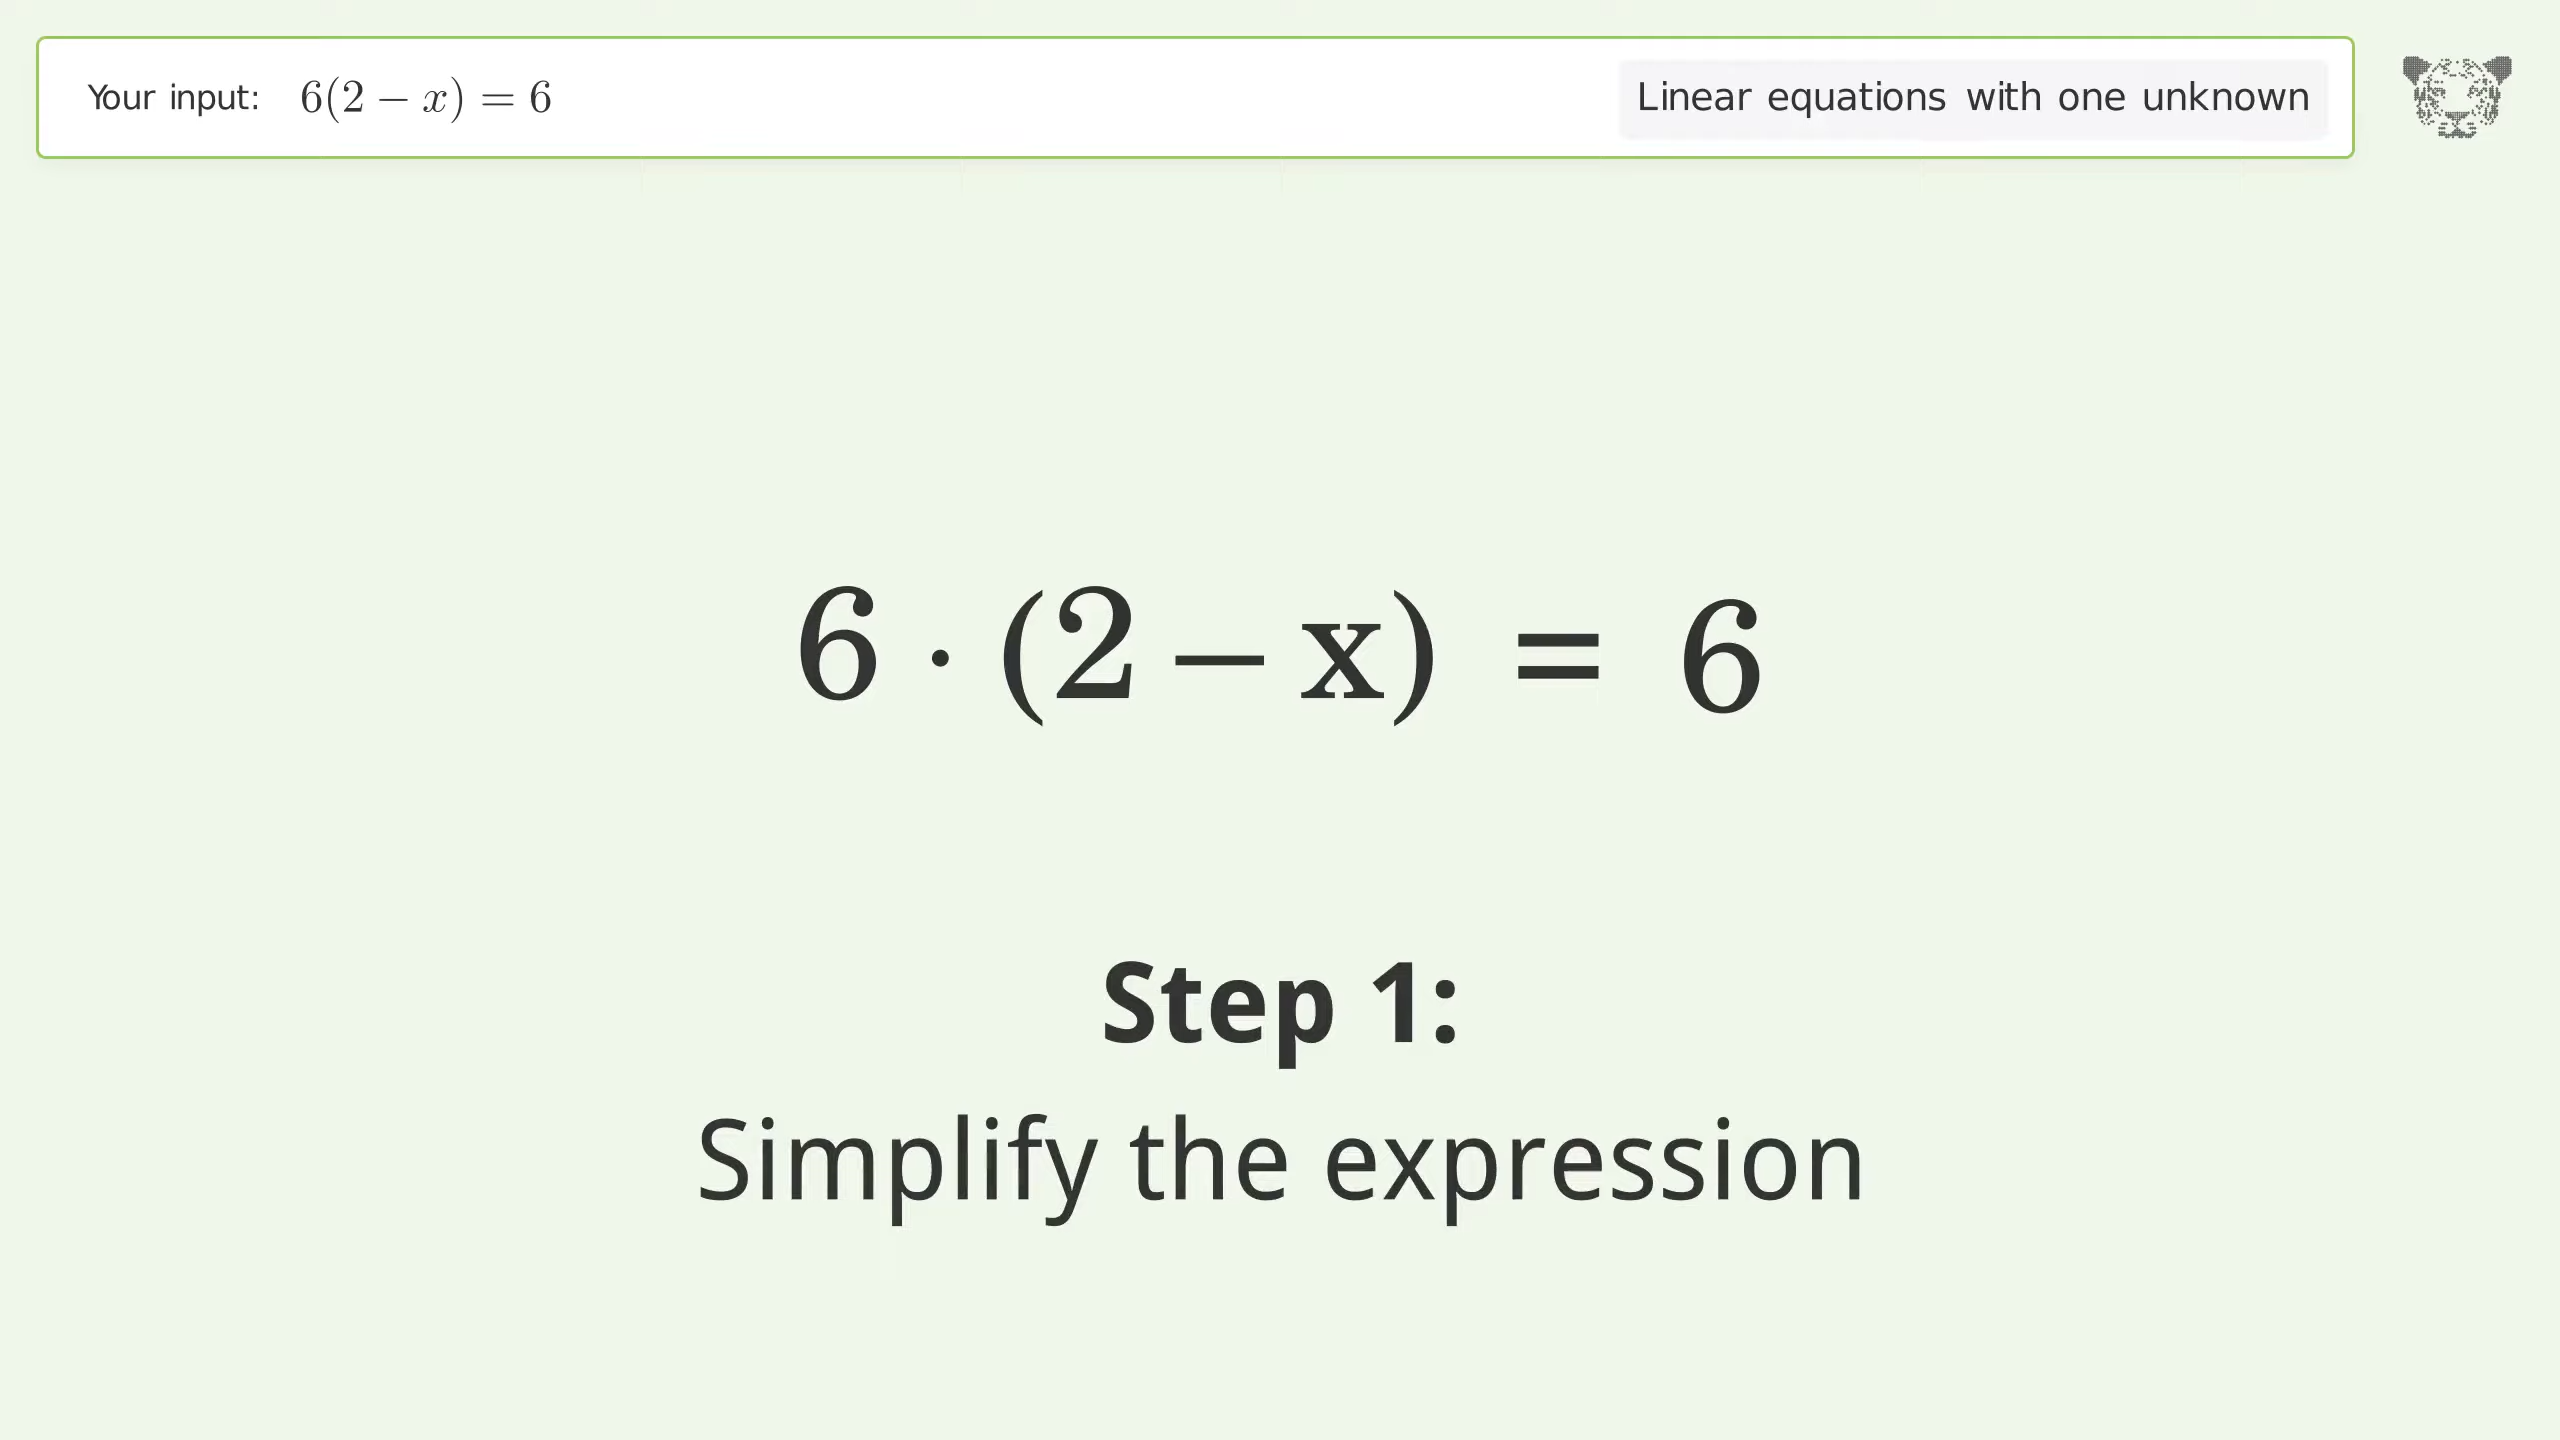 Your input: 6(2 − x) = 6
Linear equations with one unknown
6 · (2 − x) = 6
Step 1:
Simplify the expression